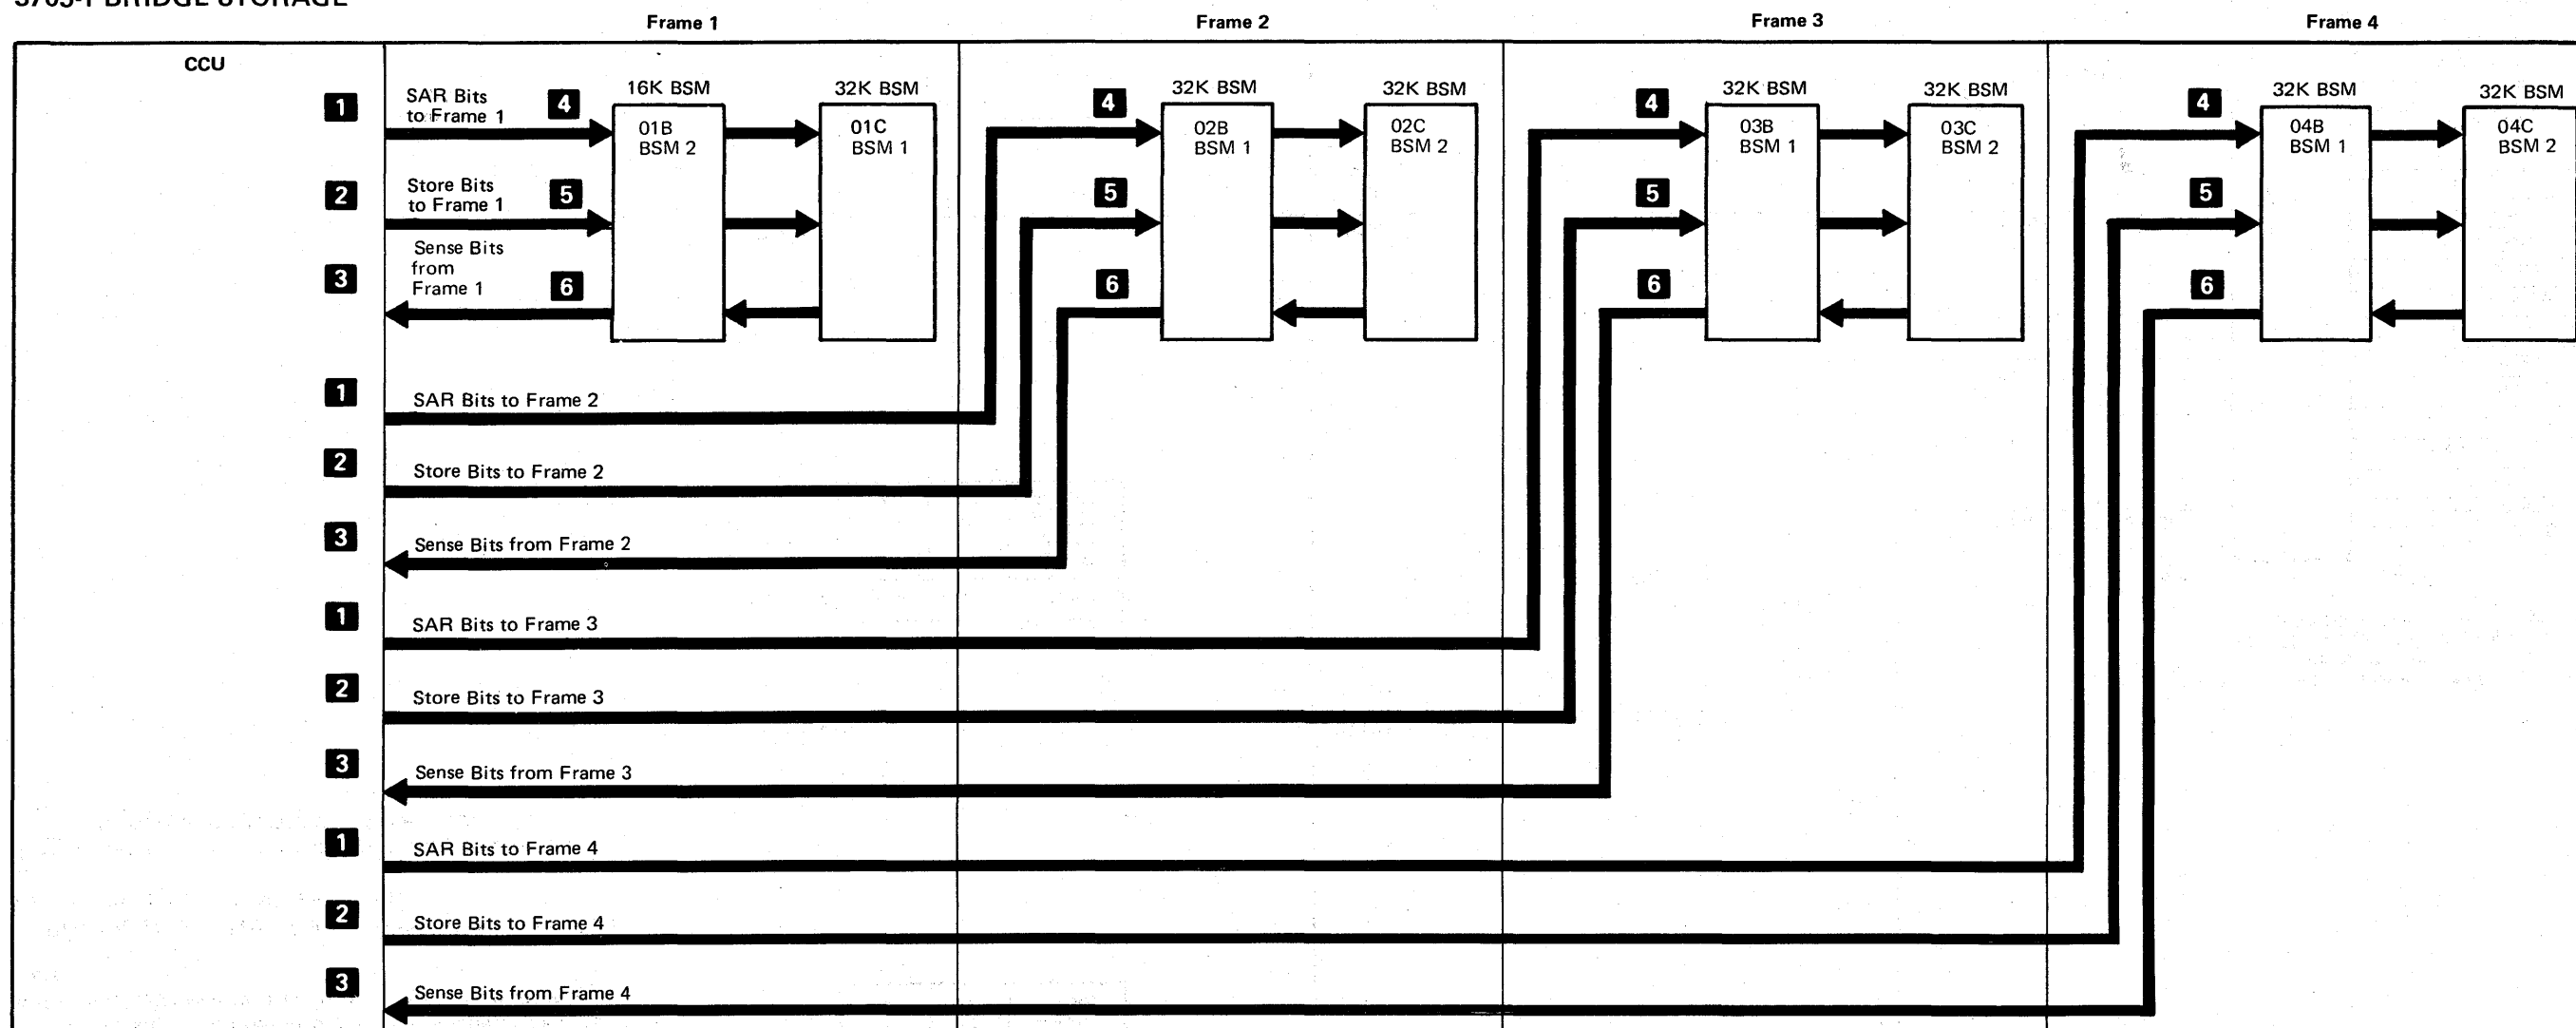 3705-1 BRIDGE STORAGE
Frame 1
Frame 2
Frame 3
Frame 4
CCU
1
SAR Bits
to Frame 1
4
16K BSM
01B
BSM 2
32K BSM
01C
BSM 1
4
32K BSM
02B
BSM 1
32K BSM
02C
BSM 2
4
32K BSM
03B
BSM 1
32K BSM
03C
BSM 2
4
32K BSM
04B
BSM 1
32K BSM
04C
BSM 2
2
Store Bits
to Frame 1
5
5
5
5
3
Sense Bits
from
Frame 1
6
6
6
6
1
SAR Bits to Frame 2
2
Store Bits to Frame 2
3
Sense Bits from Frame 2
1
SAR Bits to Frame 3
2
Store Bits to Frame 3
3
Sense Bits from Frame 3
1
SAR Bits to Frame 4
2
Store Bits to Frame 4
3
Sense Bits from Frame 4